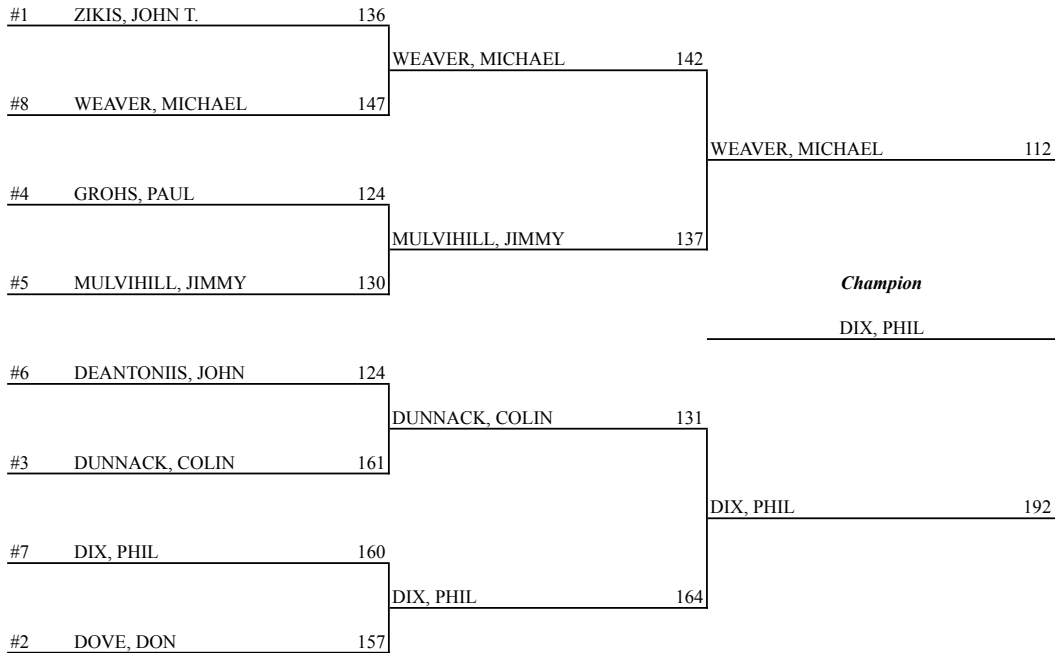 #1 ZIKIS, JOHN T. 136
WEAVER, MICHAEL 142
#8 WEAVER, MICHAEL 147
WEAVER, MICHAEL 112
#4 GROHS, PAUL 124
MULVIHILL, JIMMY 137
#5 MULVIHILL, JIMMY 130
Champion
DIX, PHIL
#6 DEANTONIIS, JOHN 124
DUNNACK, COLIN 131
#3 DUNNACK, COLIN 161
DIX, PHIL 192
#7 DIX, PHIL 160
DIX, PHIL 164
#2 DOVE, DON 157